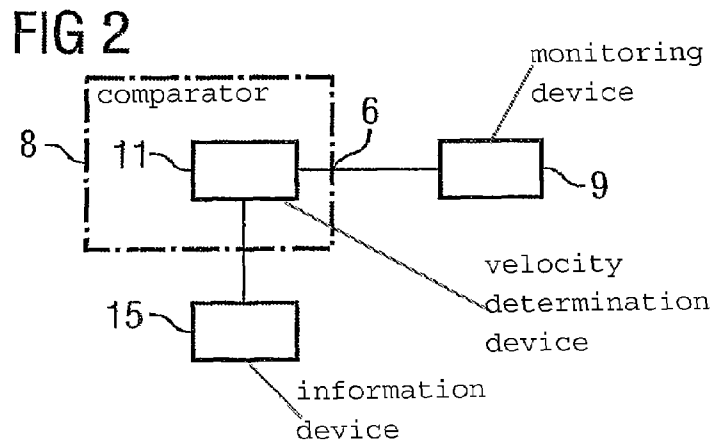 FIG 2
monitoring
device
comparator
6
8
11
9
velocity
determination
device
15
information
device